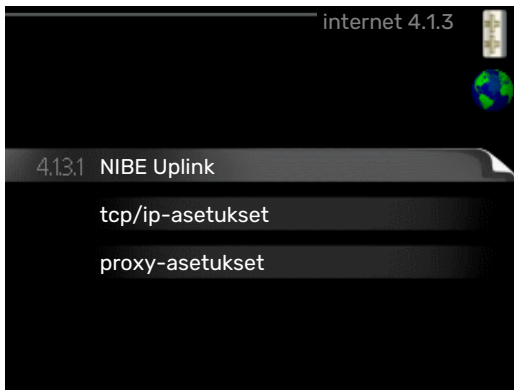 internet 4.1.3
4.1.3.1 NIBE Uplink
tcp/ip-asetukset
proxy-asetukset